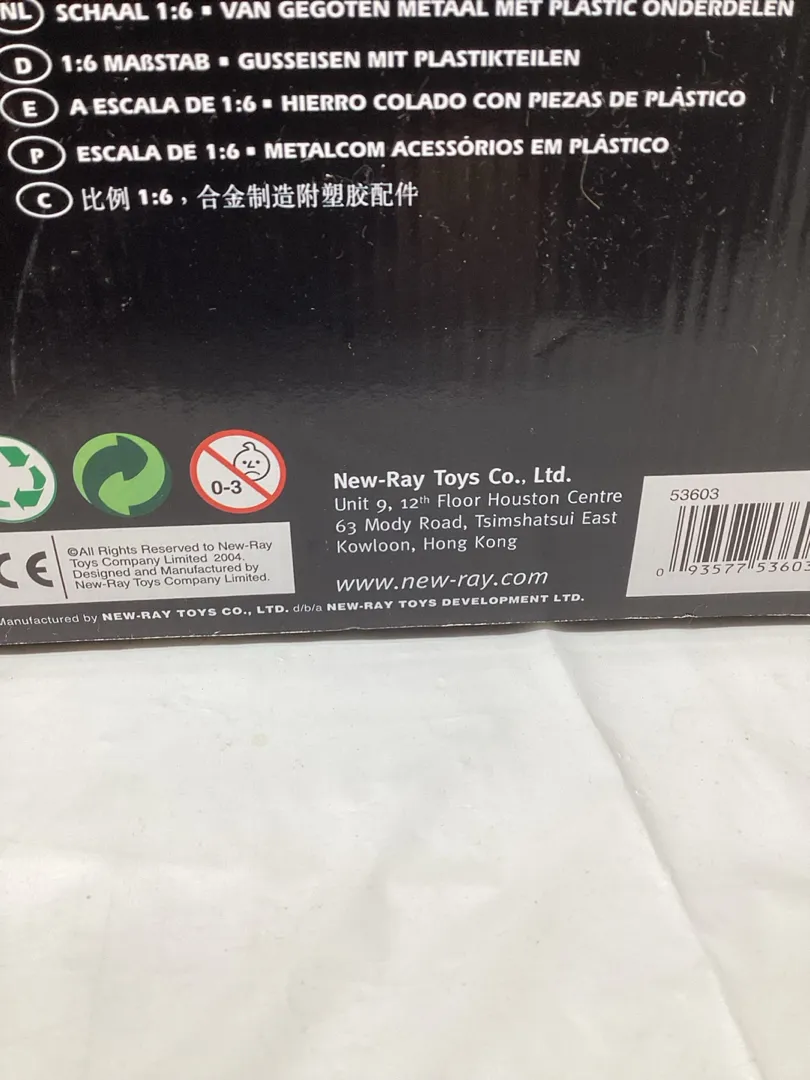 NL SCHAAL 1:6 ▪ VAN GEGOTEN METAAL MET PLASTIC ONDERDELEN
D 1:6 MAßSTAB ▪ GUSSEISEN MIT PLASTIKTEILEN
E A ESCALA DE 1:6 ▪ HIERRO COLADO CON PIEZAS DE PLÁSTICO
P ESCALA DE 1:6 ▪ METALCOM ACESSÓRIOS EM PLÁSTICO
C 比例 1:6，合金制造附塑胶配件
0-3
New-Ray Toys Co., Ltd.
Unit 9, 12th Floor Houston Centre
63 Mody Road, Tsimshatsui East
Kowloon, Hong Kong
www.new-ray.com
53603
0 93577 53603
CE
©All Rights Reserved to New-Ray
Toys Company Limited 2004.
Designed and Manufactured by
New-Ray Toys Company Limited.
Manufactured by NEW-RAY TOYS CO., LTD. d/b/a NEW-RAY TOYS DEVELOPMENT LTD.